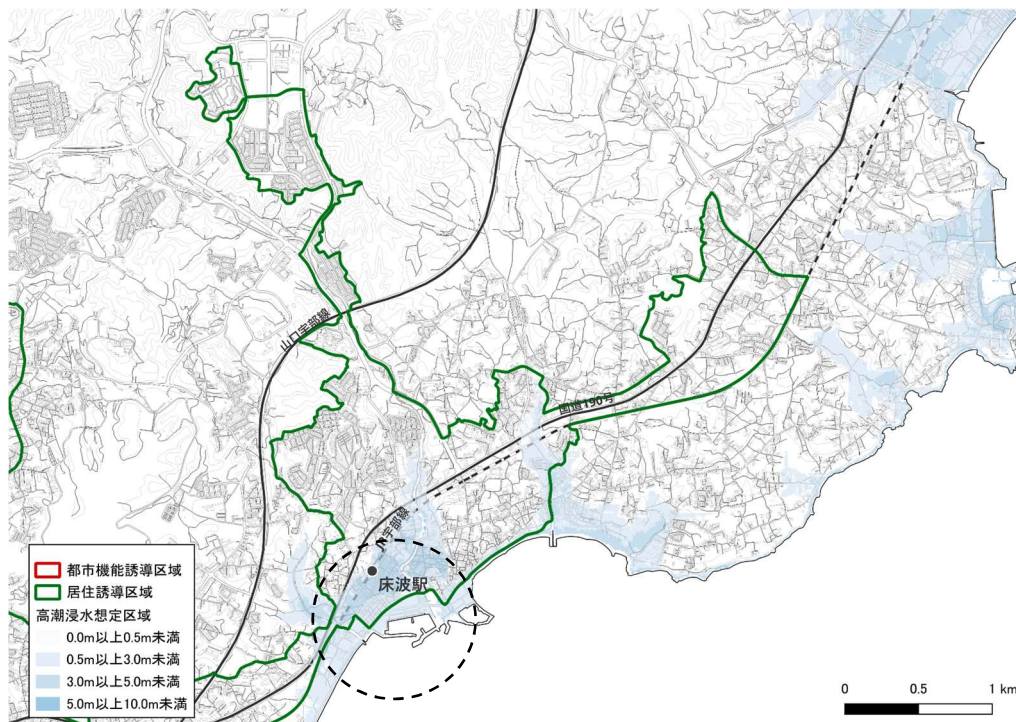 山口宇部線
国道190号
JR宇部線
床波駅
都市機能誘導区域
居住誘導区域
高潮浸水想定区域
0.0m以上0.5m未満
0.5m以上3.0m未満
3.0m以上5.0m未満
5.0m以上10.0m未満
0 0.5 1 km